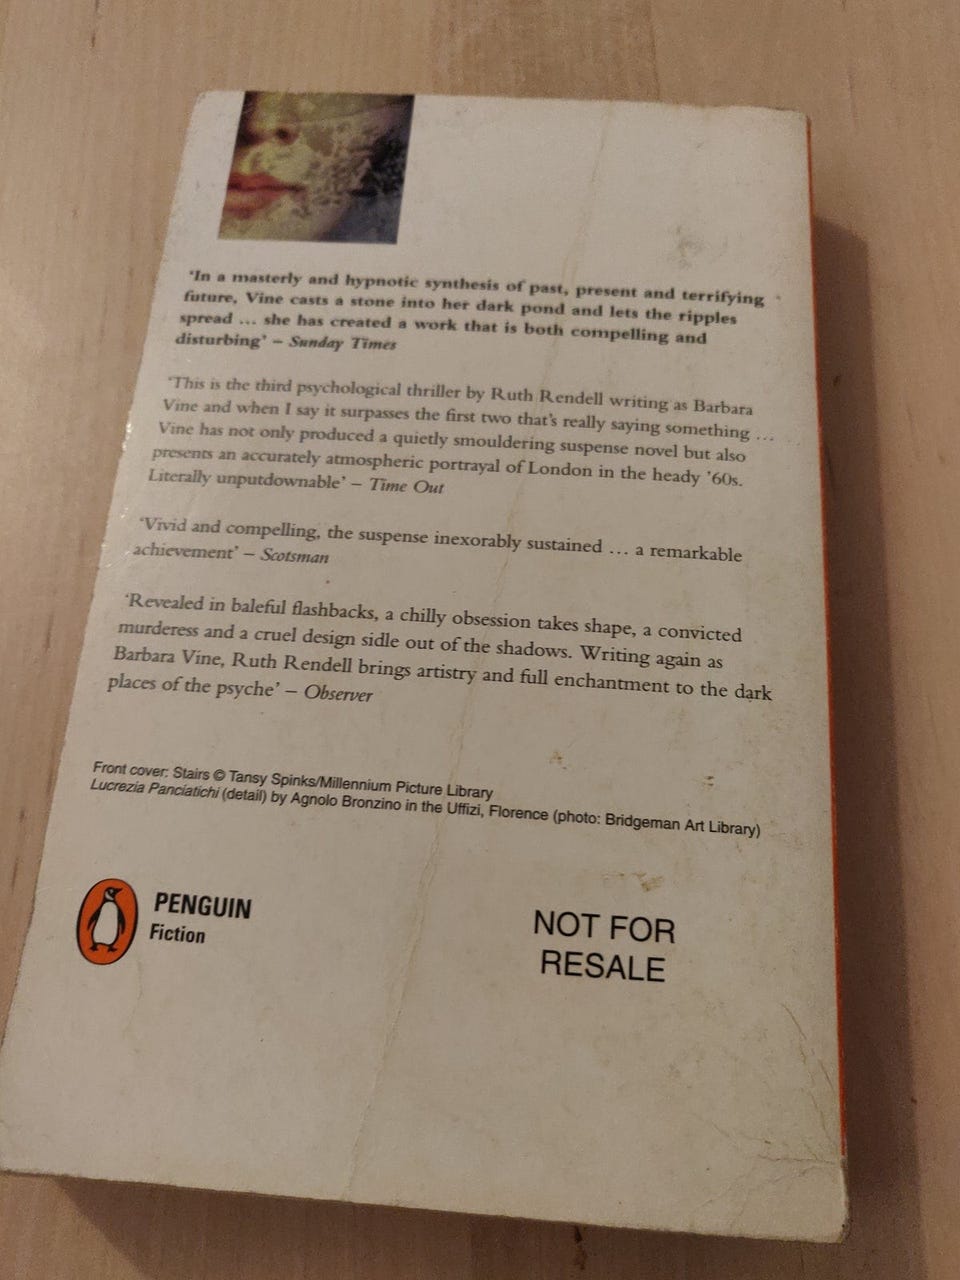 ‘In a masterly and hypnotic synthesis of past, present and terrifying
future, Vine casts a stone into her dark pond and lets the ripples
spread ... she has created a work that is both compelling and
disturbing’ – Sunday Times
‘This is the third psychological thriller by Ruth Rendell writing as Barbara
Vine and when I say it surpasses the first two that’s really saying something ...
Vine has not only produced a quietly smouldering suspense novel but also
presents an accurately atmospheric portrayal of London in the heady ’60s.
Literally unputdownable’ – Time Out
‘Vivid and compelling, the suspense inexorably sustained ... a remarkable
achievement’ – Scotsman
‘Revealed in baleful flashbacks, a chilly obsession takes shape, a convicted
murderess and a cruel design sidle out of the shadows. Writing again as
Barbara Vine, Ruth Rendell brings artistry and full enchantment to the dark
places of the psyche’ – Observer
Front cover: Stairs © Tansy Spinks/Millennium Picture Library
Lucrezia Panciatichi (detail) by Agnolo Bronzino in the Uffizi, Florence (photo: Bridgeman Art Library)
PENGUIN
Fiction
NOT FOR
RESALE